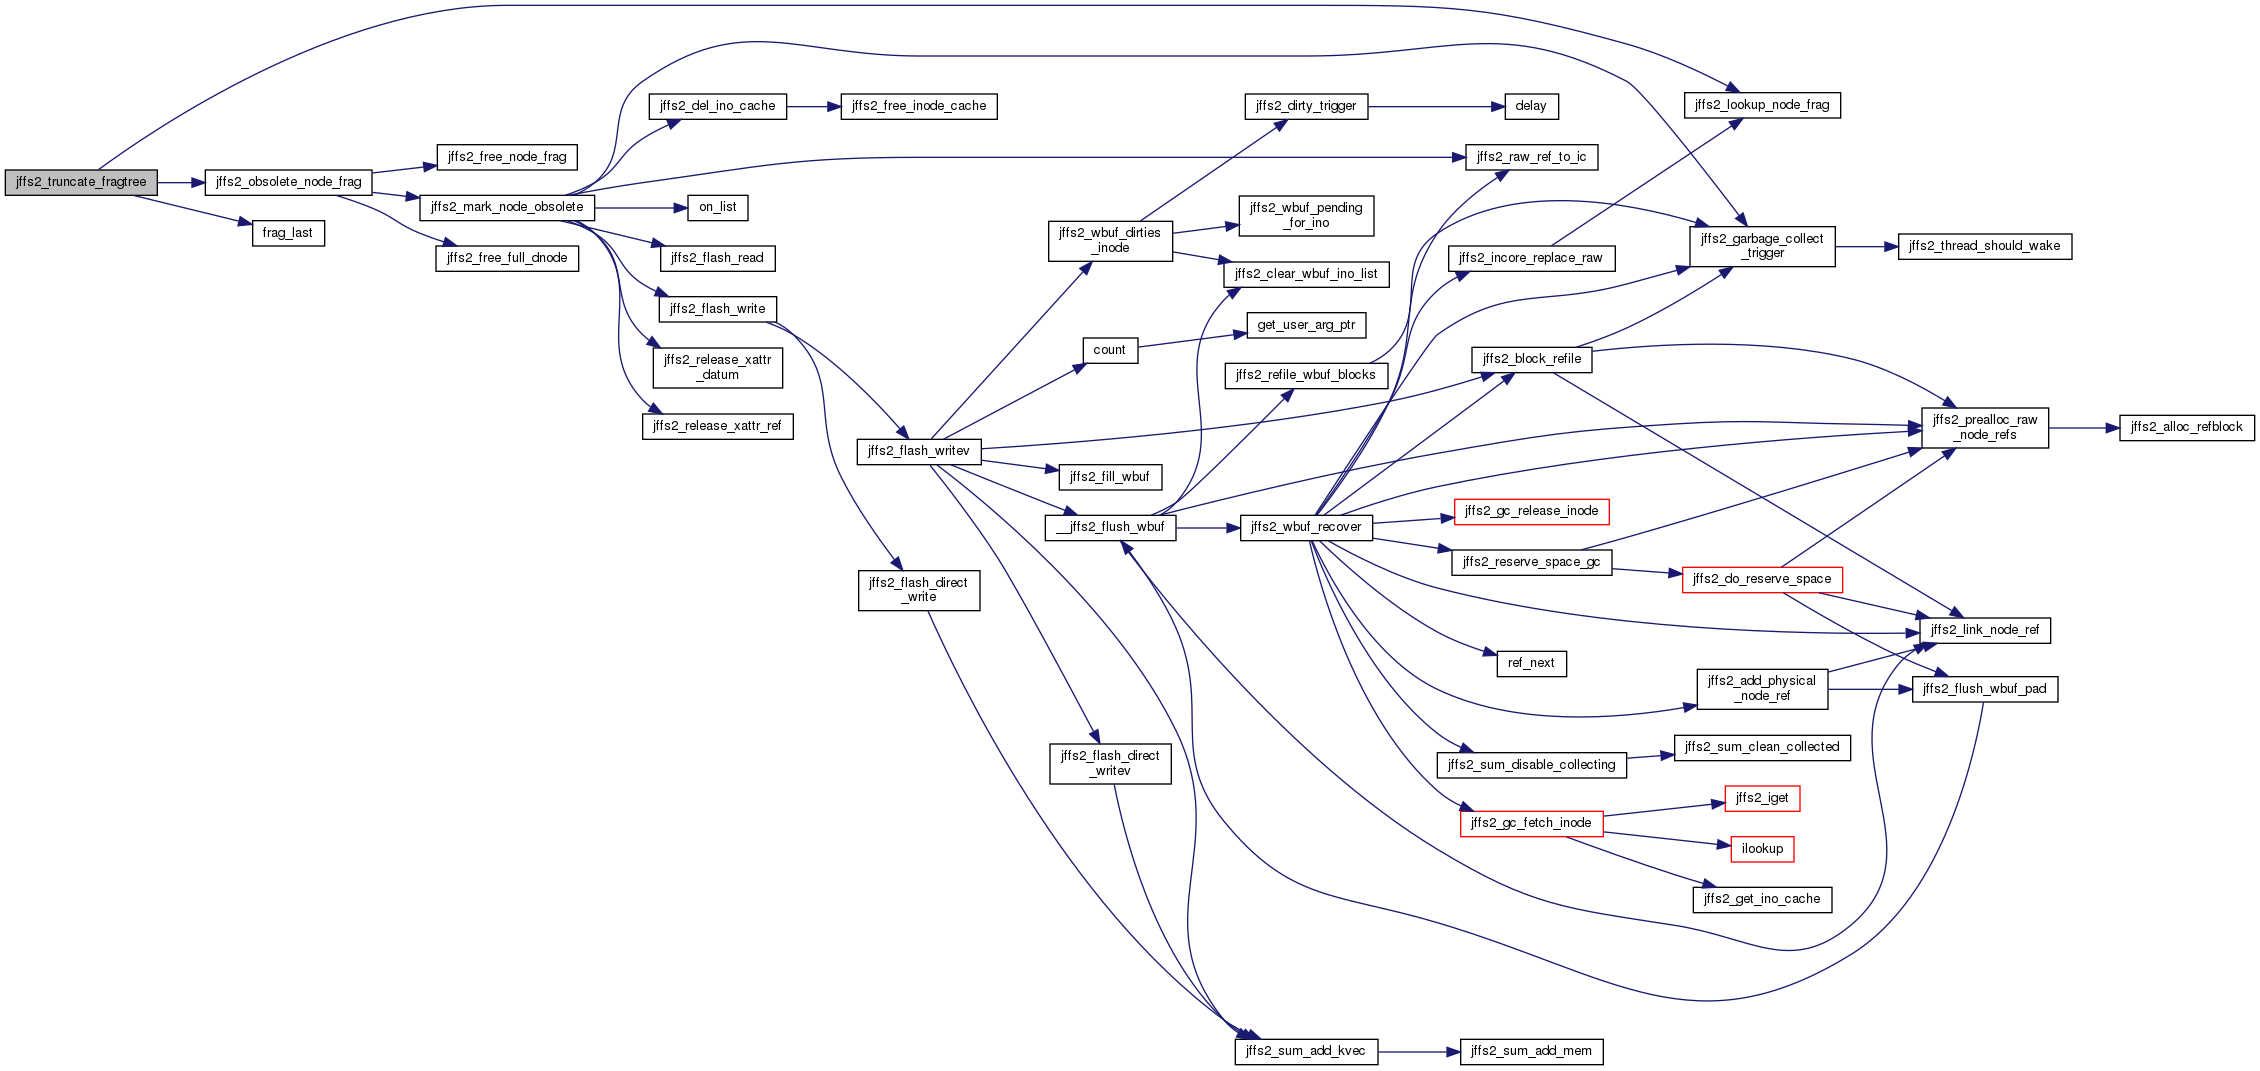 jffs2_truncate_fragtree
jffs2_obsolete_node_frag
frag_last
jffs2_free_node_frag
jffs2_mark_node_obsolete
jffs2_free_full_dnode
jffs2_del_ino_cache
jffs2_free_inode_cache
on_list
jffs2_flash_read
jffs2_flash_write
jffs2_release_xattr
_datum
jffs2_release_xattr_ref
jffs2_flash_writev
jffs2_flash_direct
_write
jffs2_wbuf_dirties
_inode
count
jffs2_fill_wbuf
__jffs2_flush_wbuf
jffs2_flash_direct
_writev
jffs2_dirty_trigger
jffs2_wbuf_pending
_for_ino
jffs2_clear_wbuf_ino_list
get_user_arg_ptr
jffs2_refile_wbuf_blocks
jffs2_wbuf_recover
jffs2_sum_add_kvec
delay
jffs2_raw_ref_to_ic
jffs2_incore_replace_raw
jffs2_block_refile
jffs2_gc_release_inode
jffs2_reserve_space_gc
ref_next
jffs2_sum_disable_collecting
jffs2_gc_fetch_inode
jffs2_sum_add_mem
jffs2_lookup_node_frag
jffs2_garbage_collect
_trigger
jffs2_do_reserve_space
jffs2_add_physical
_node_ref
jffs2_sum_clean_collected
jffs2_iget
ilookup
jffs2_get_ino_cache
jffs2_thread_should_wake
jffs2_prealloc_raw
_node_refs
jffs2_link_node_ref
jffs2_flush_wbuf_pad
jffs2_alloc_refblock